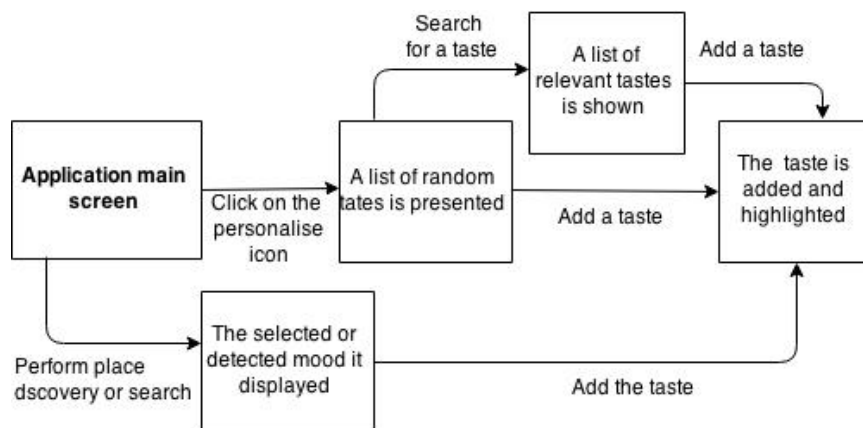 Search
for a taste
A list of
relevant tastes
is shown
Add a taste
Application main
screen
Click on the
personalise
icon
A list of random
tates is presented
Add a taste
The taste is
added and
highlighted
Perform place
dscovery or search
The selected or
detected mood it
displayed
Add the taste